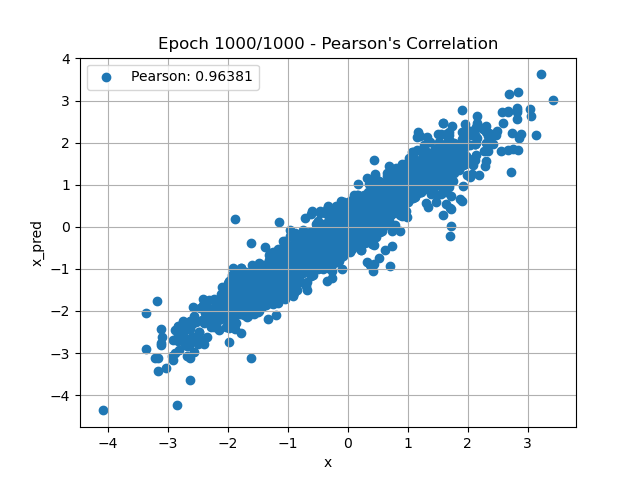 Epoch 1000/1000 - Pearson's Correlation
Pearson: 0.96381
4
3
2
1
0
−1
−2
−3
−4
x_pred
−4 −3 −2 −1 0 1 2 3
x